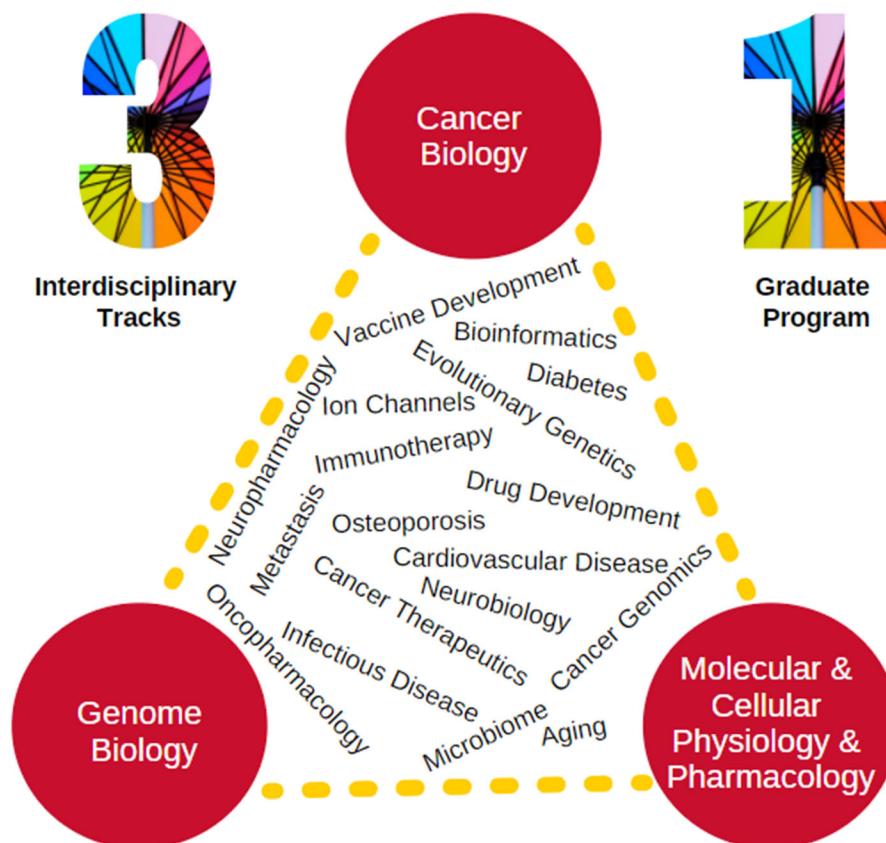 3
Interdisciplinary
Tracks
Cancer
Biology
1
Graduate
Program
Vaccine Development
Bioinformatics
Evolutionary Genetics
Diabetes
Neuropharmacology
Ion Channels
Immunotherapy
Drug Development
Metastasis
Osteoporosis
Cardiovascular Disease
Cancer Therapeutics
Neurobiology
Cancer Genomics
Oncopharmacology
Infectious Disease
Microbiome
Aging
Genome
Biology
Molecular &
Cellular
Physiology &
Pharmacology